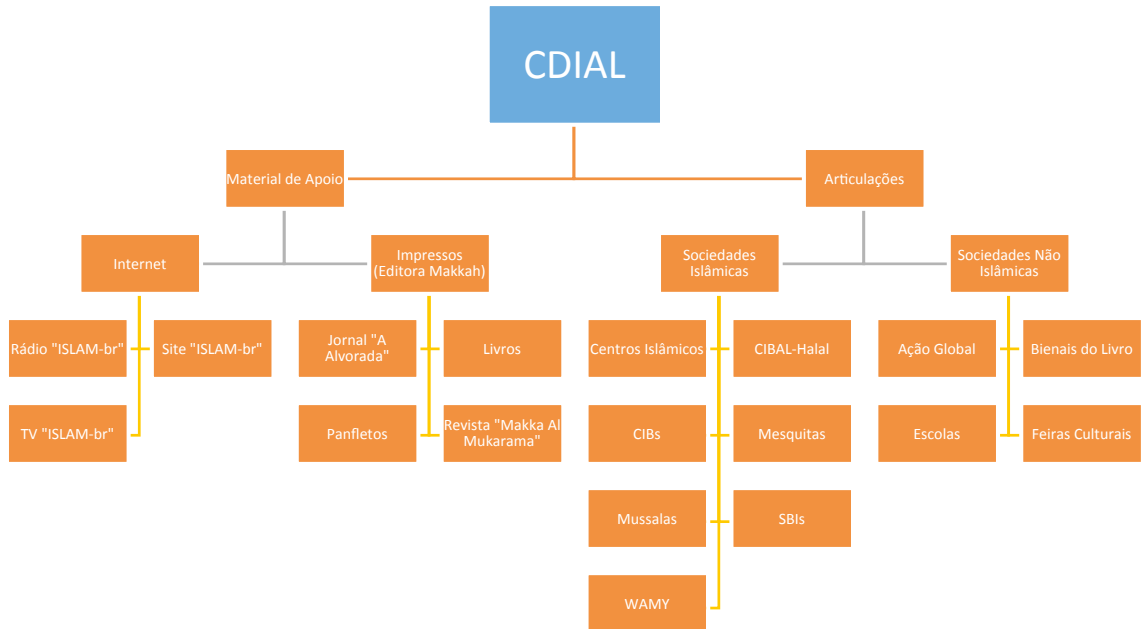 CDIAL
Material de Apoio
Articulações
Internet
Impressos
(Editora Makkah)
Sociedades
Islâmicas
Sociedades Não
Islâmicas
Rádio "ISLAM-br"
Site "ISLAM-br"
Jornal "A
Alvorada"
Livros
Centros Islâmicos
CIBAL-Halal
Ação Global
Bienais do Livro
TV "ISLAM-br"
Panfletos
Revista "Makka Al
Mukarama"
CIBs
Mesquitas
Escolas
Feiras Culturais
Mussalas
SBIs
WAMY